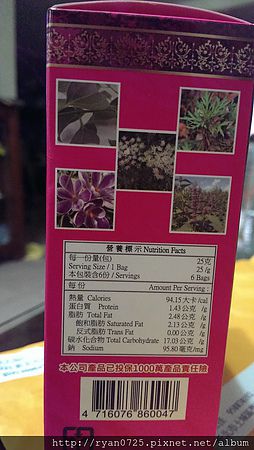 營養標示 Nutrition Facts
每一份量(包) 25克
Serving Size / 1 Bag 25 /g
本包裝含6份 / Servings 6 Bags
每 份 Amount Per Serving :
熱量 Calories 94.15 大卡/cal
蛋白質 Protein 1.43 公克 /g
脂肪 Total Fat 2.48 公克 /g
飽和脂肪 Saturated Fat 2.13 公克 /g
反式脂肪 Trans Fat 0.00 公克 /g
碳水化合物 Total Carbohydrate 17.03 公克 /g
鈉 Sodium 95.80 毫克/mg
本公司產品已投保1000萬產品責任險
4 716076 860047
http://ryan0725.pixnet.net/album